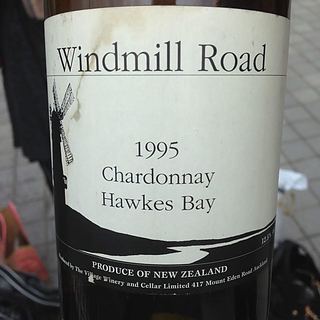 Windmill Road
1995
Chardonnay
Hawkes Bay
PRODUCE OF NEW ZEALAND
by The Village Winery and Cellar Limited 417 Mount Eden Road Auckland